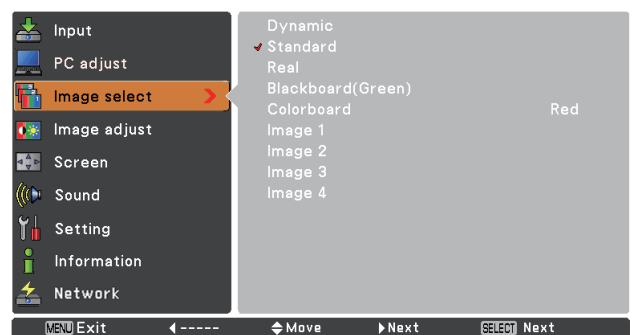 Input
PC adjust
Image select
Image adjust
Screen
Sound
Setting
Information
Network
Dynamic
Standard
Real
Blackboard(Green)
Colorboard Red
Image 1
Image 2
Image 3
Image 4
MENU Exit ◀----- Move ▶Next SELECT Next